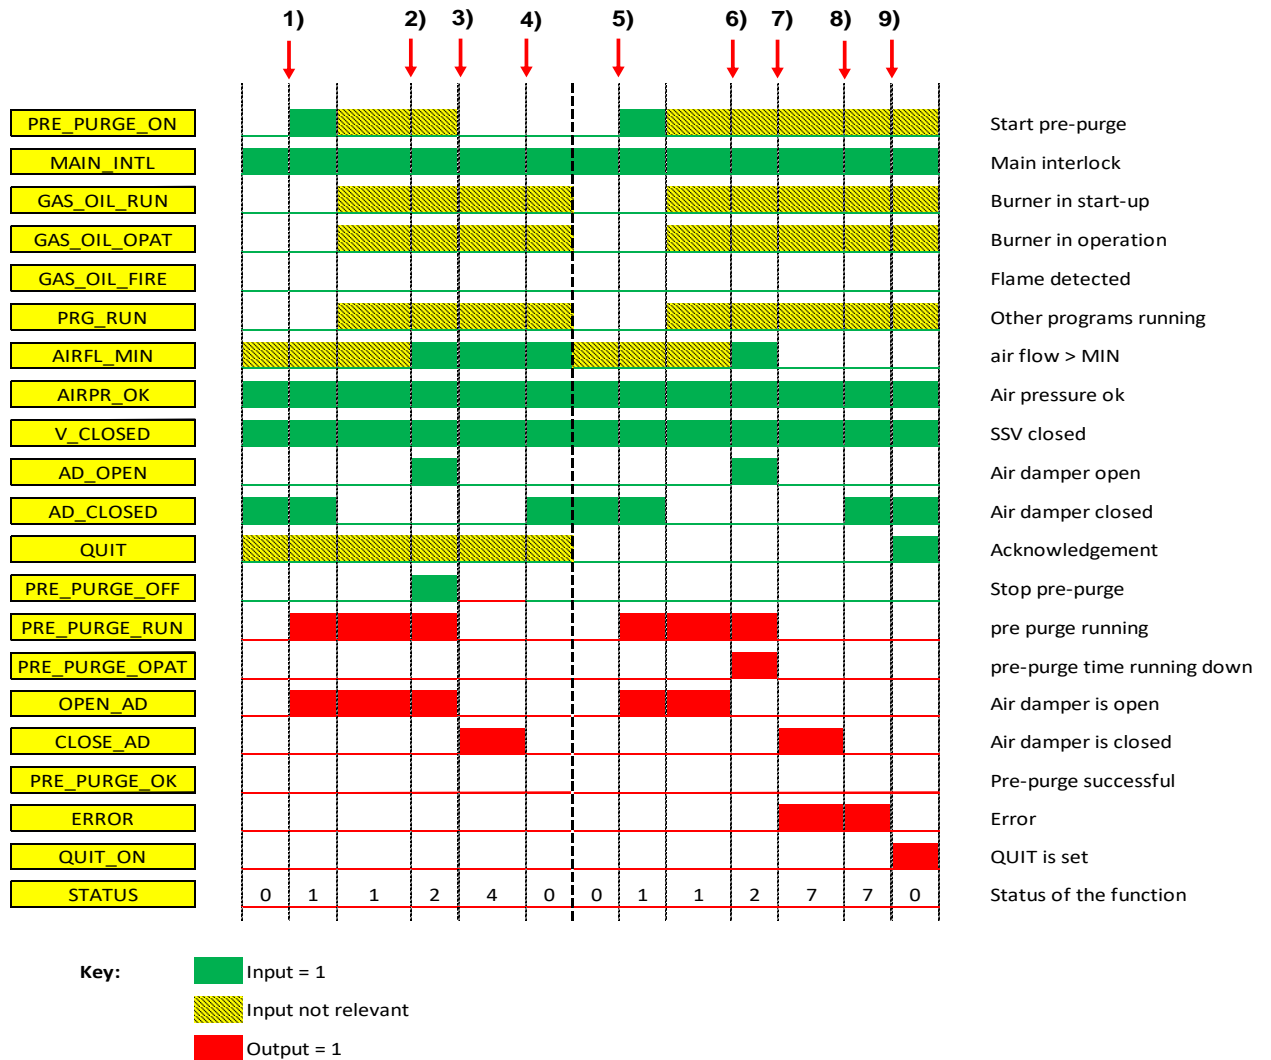 1) 2) 3) 4) 5) 6) 7) 8) 9)
PRE_PURGE_ON Start pre-purge
MAIN_INTL Main interlock
GAS_OIL_RUN Burner in start-up
GAS_OIL_OPAT Burner in operation
GAS_OIL_FIRE Flame detected
PRG_RUN Other programs running
AIRFL_MIN air flow > MIN
AIRPR_OK Air pressure ok
V_CLOSED SSV closed
AD_OPEN Air damper open
AD_CLOSED Air damper closed
QUIT Acknowledgement
PRE_PURGE_OFF Stop pre-purge
PRE_PURGE_RUN pre purge running
PRE_PURGE_OPAT pre-purge time running down
OPEN_AD Air damper is open
CLOSE_AD Air damper is closed
PRE_PURGE_OK Pre-purge successful
ERROR Error
QUIT_ON QUIT is set
STATUS 0 1 1 2 4 0 0 1 1 2 7 7 0 Status of the function
Key: Input = 1
Input not relevant
Output = 1